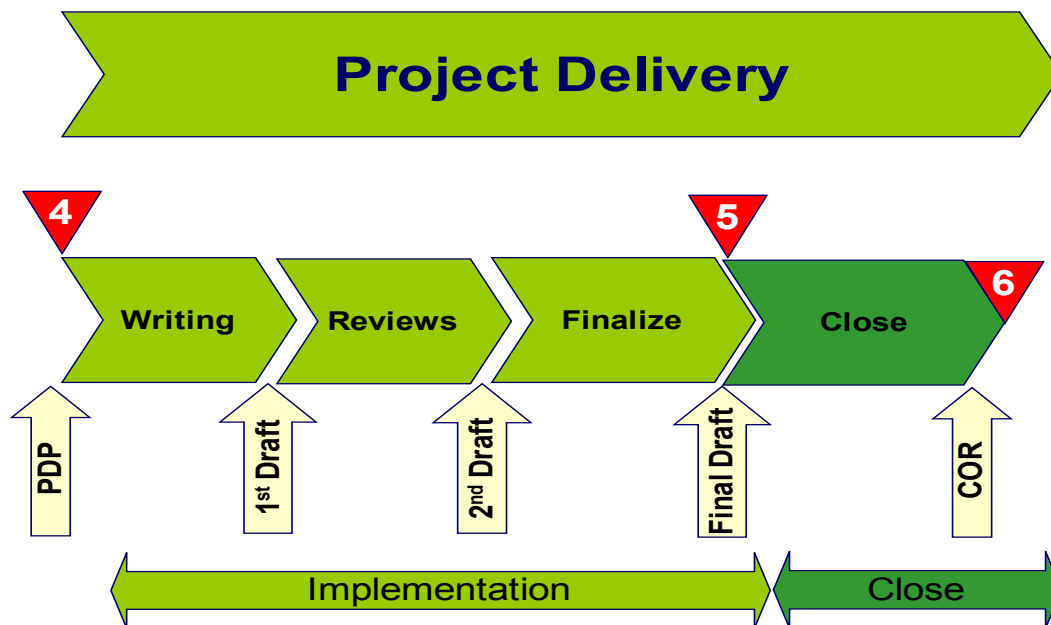 Project Delivery
4
5
6
Writing
Reviews
Finalize
Close
PDP
1st Draft
2nd Draft
Final Draft
COR
Implementation
Close